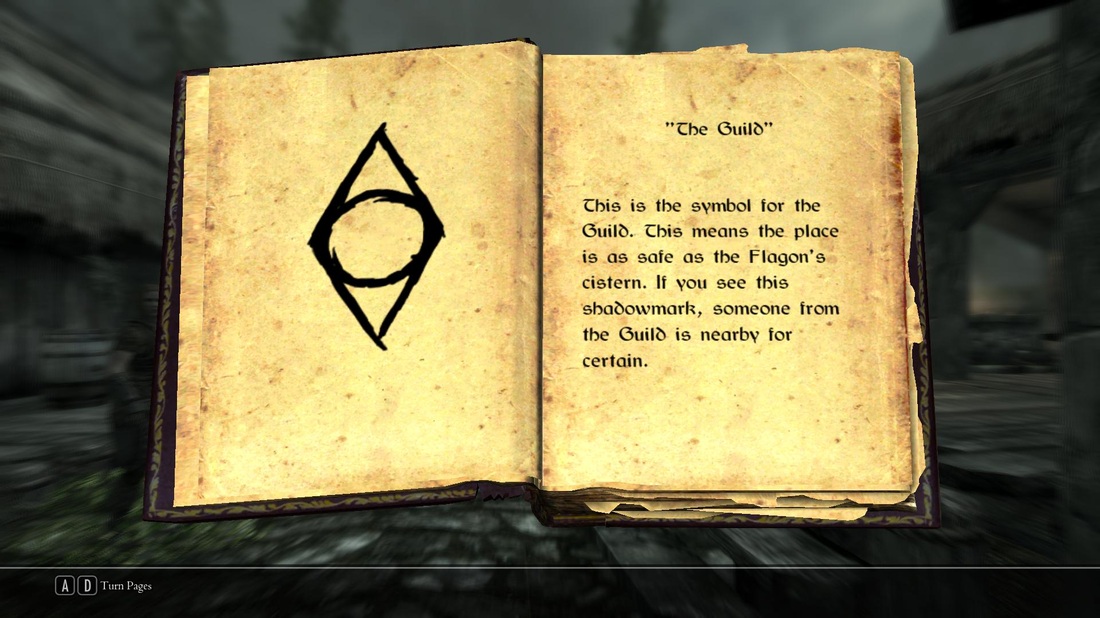 "The Guild"
This is the symbol for the
Guild. This means the place
is as safe as the Flagon's
cistern. If you see this
shadowmark, someone from
the Guild is nearby for
certain.
A D Turn Pages